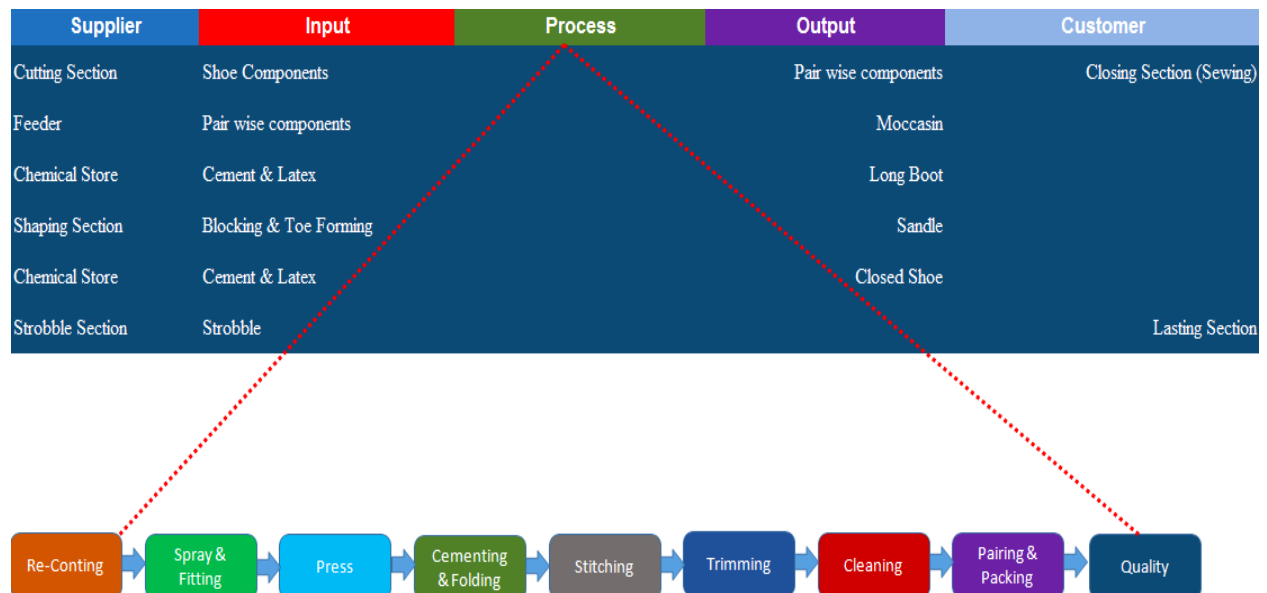 Supplier Input Process Output Customer
Cutting Section Shoe Components Pair wise components Closing Section (Sewing)
Feeder Pair wise components Moccasin
Chemical Store Cement & Latex Long Boot
Shaping Section Blocking & Toe Forming Sandle
Chemical Store Cement & Latex Closed Shoe
Strobble Section Strobble Lasting Section
Re-Conting
Spray &
Fitting
Press
Cementing
& Folding
Stitching
Trimming
Cleaning
Pairing &
Packing
Quality